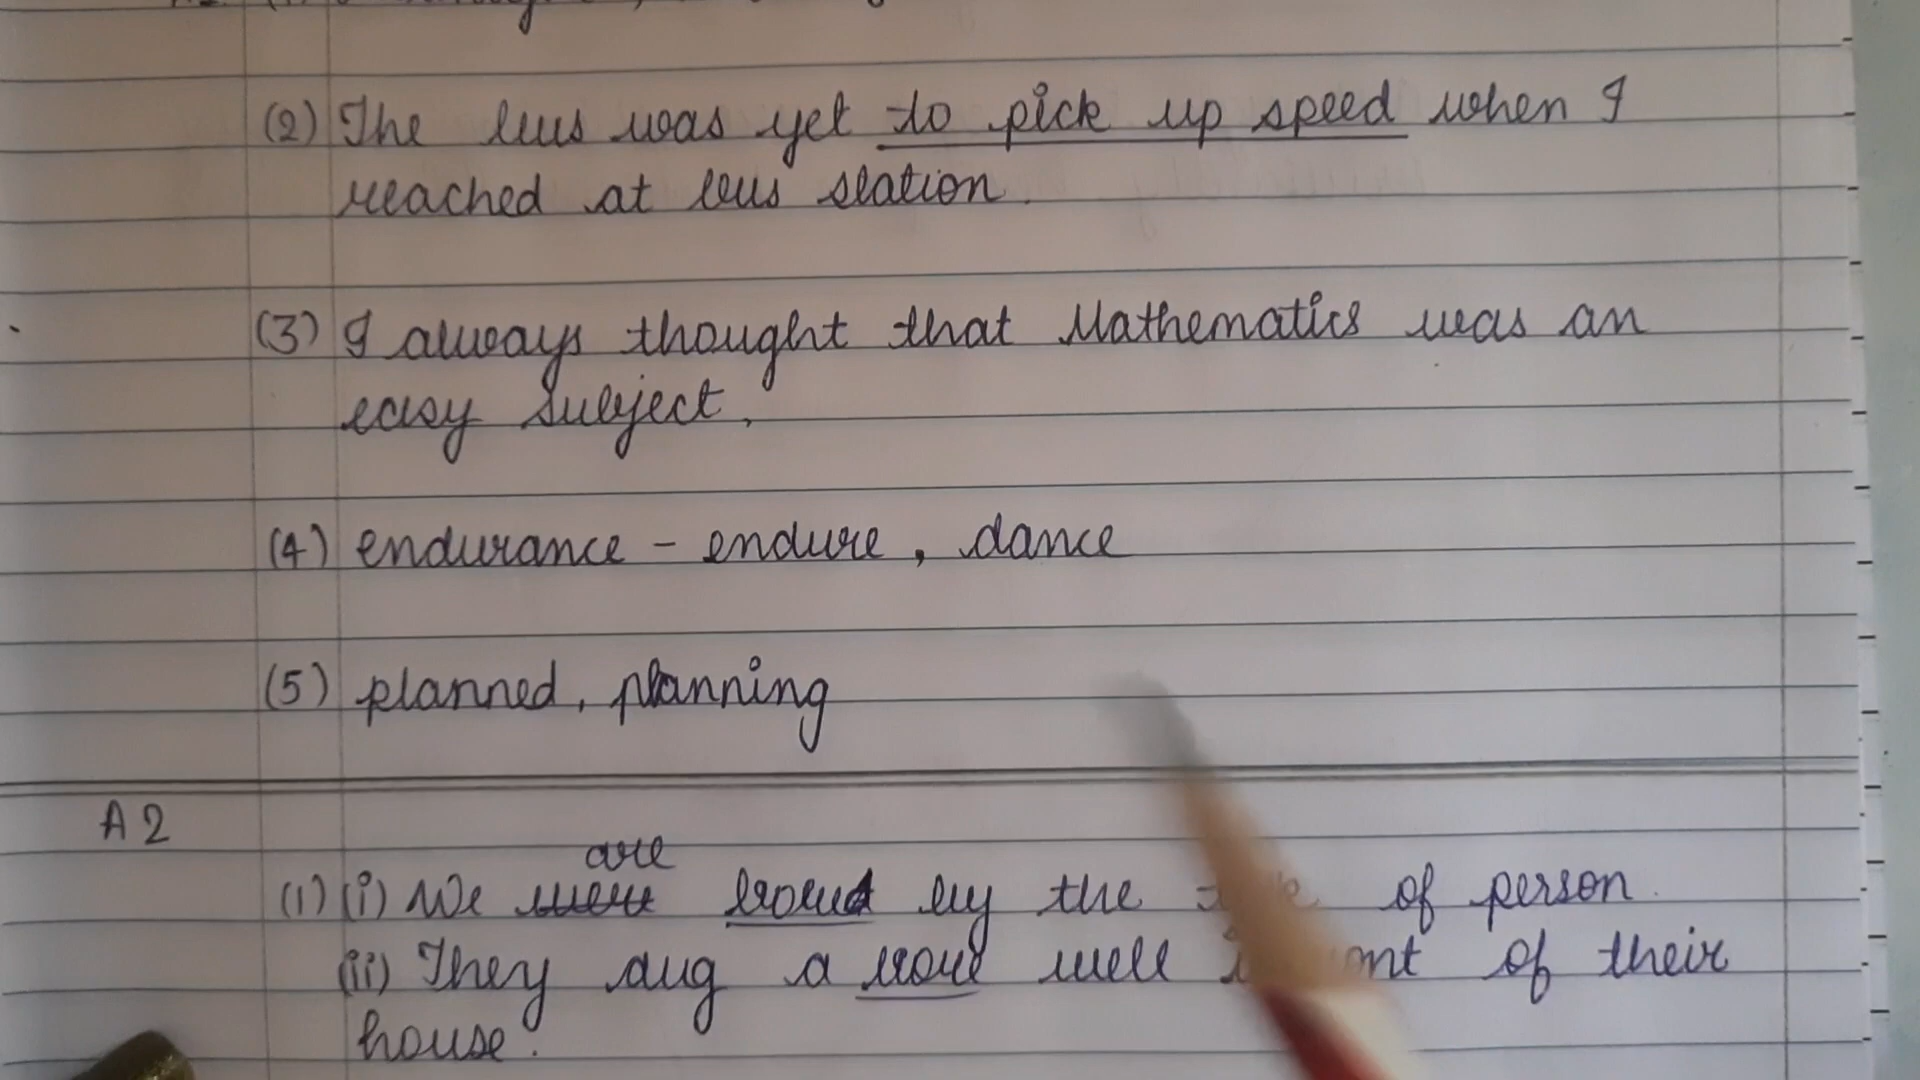 (2) The bus was yet to pick up speed when I
reached at bus station.
(3) I always thought that Mathematics was an
easy subject.
(4) endurance - endure, dance
(5) planned, planning
A2
are
(1) (i) We were bored by the of person.
(ii) They dug a bore well of their
house.